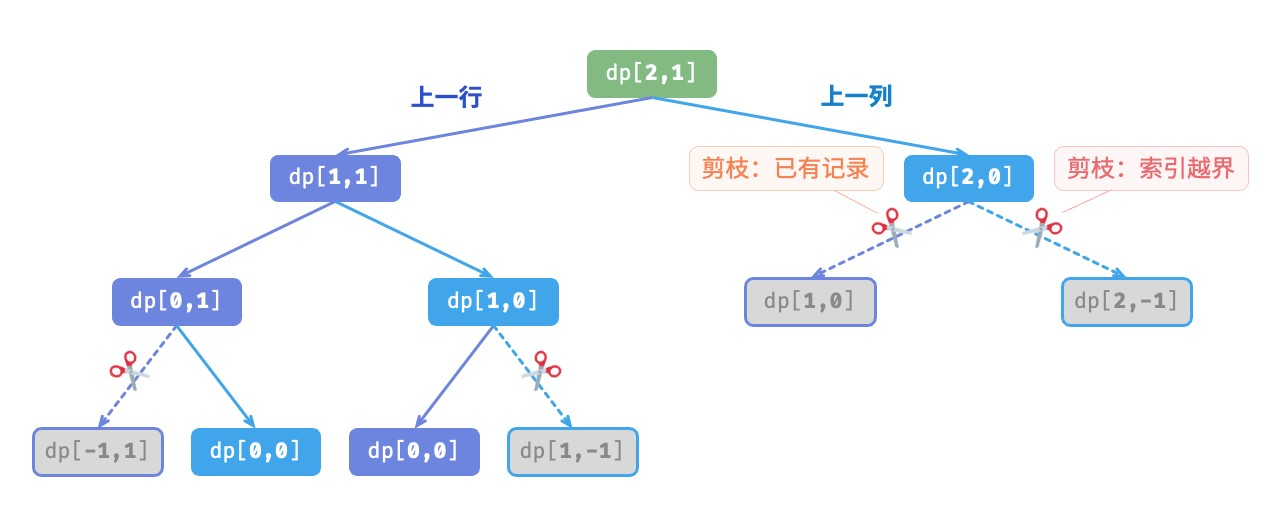 dp[2,1]
上一行
上一列
dp[1,1]
剪枝：已有记录
dp[2,0]
剪枝：索引越界
dp[0,1]
dp[1,0]
dp[1,0]
dp[2,-1]
dp[-1,1]
dp[0,0]
dp[0,0]
dp[1,-1]